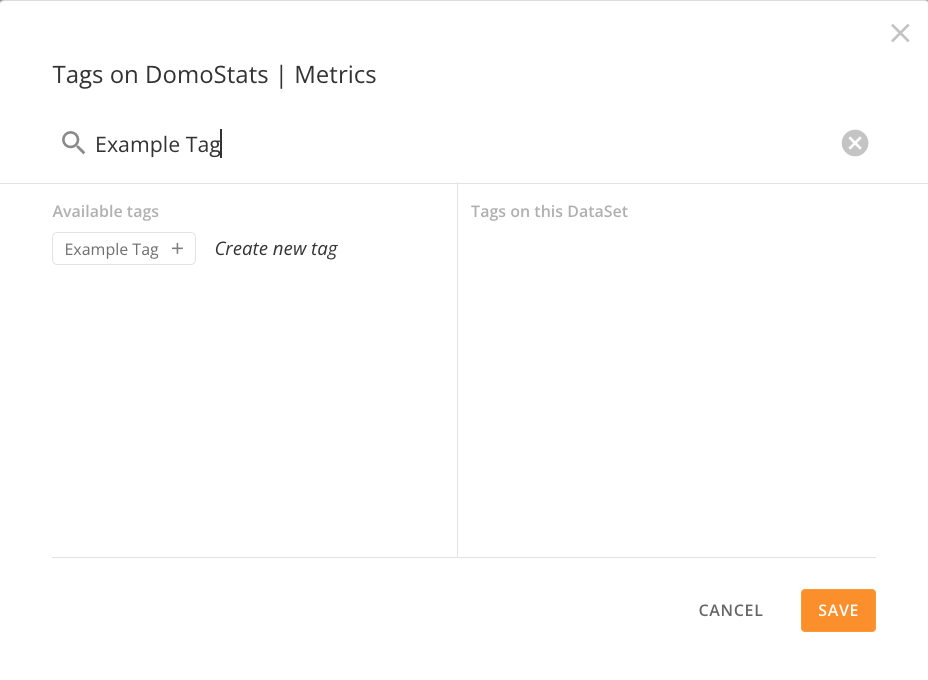 Tags on DomoStats | Metrics
Example Tag
Available tags
Example Tag +
Create new tag
Tags on this DataSet
CANCEL
SAVE